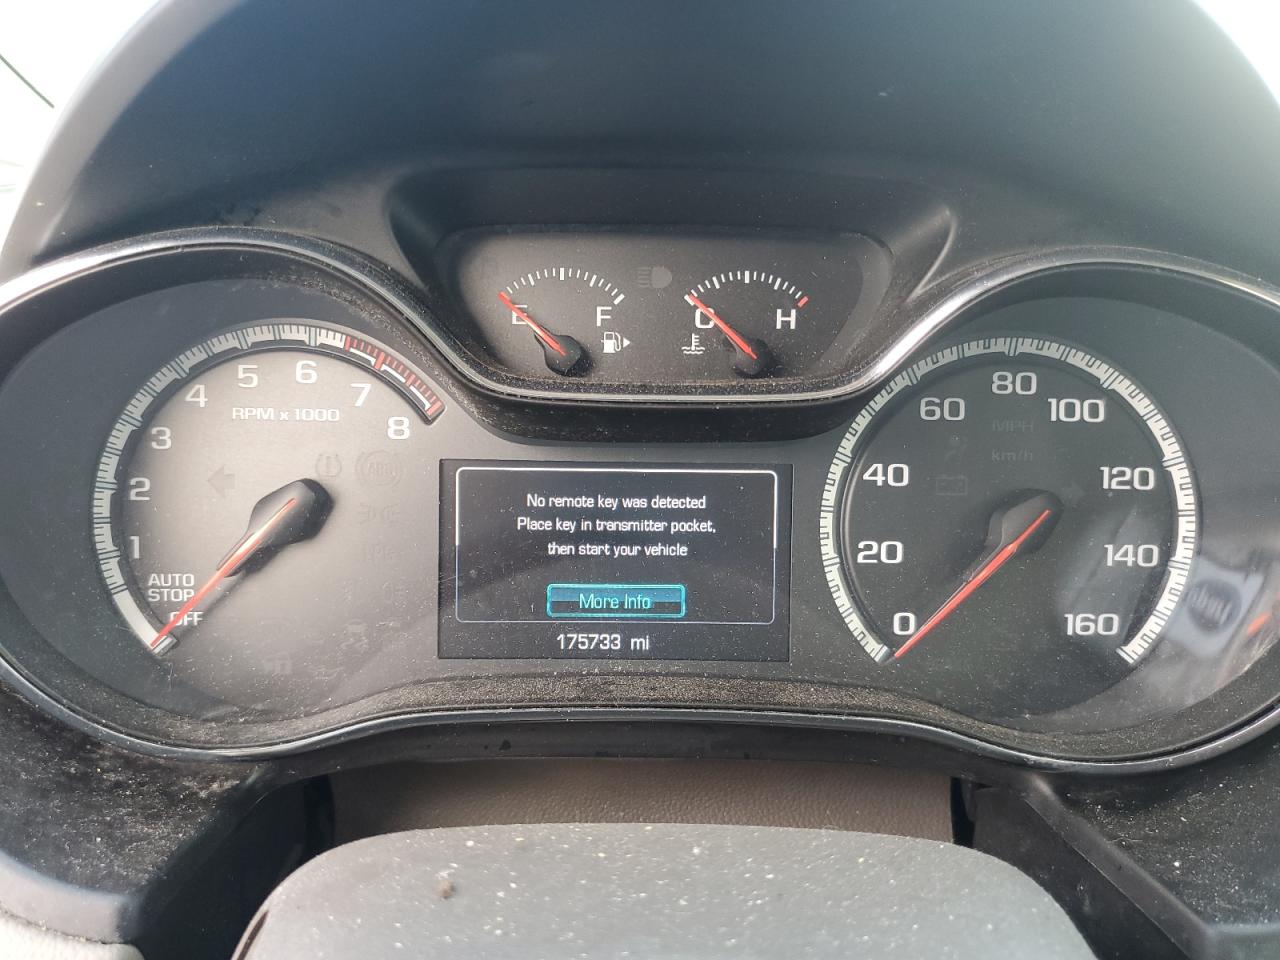 E F
C H
RPM x 1000
OFF
AUTO
STOP
1
2
3
4
5
6
7
8
No remote key was detected
Place key in transmitter pocket,
then start your vehicle
More Info
175733 mi
MPH
km/h
0
20
40
60
80
100
120
140
160